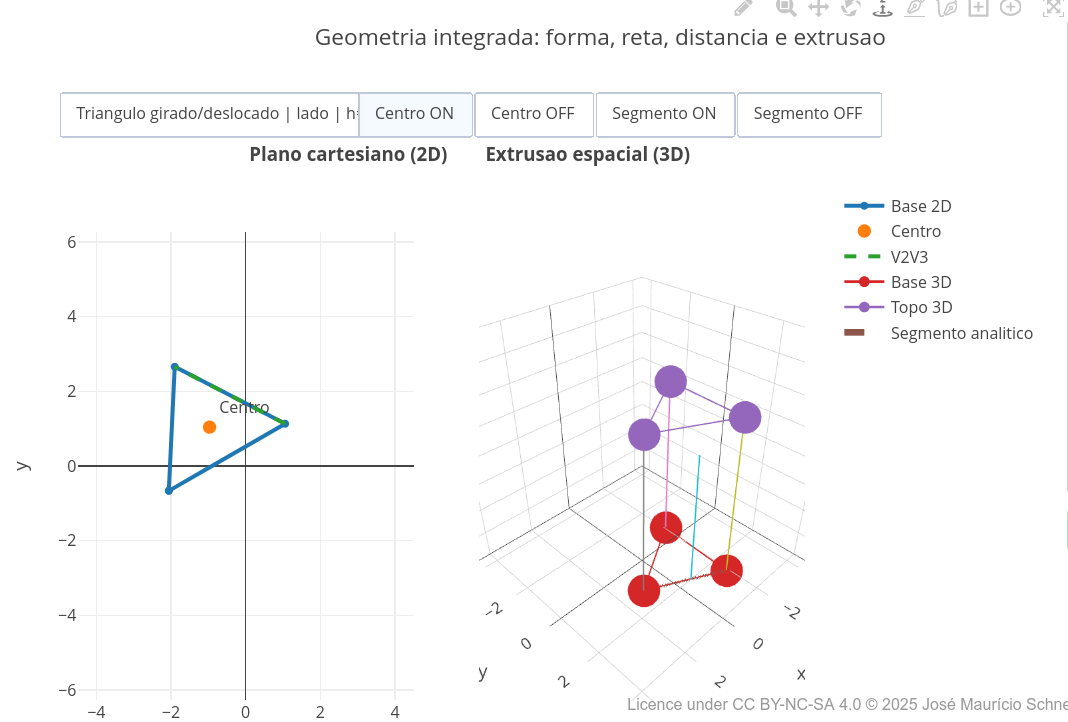 Geometria integrada: forma, reta, distancia e extrusao
Triangulo girado/deslocado | lado | h
Centro ON
Centro OFF
Segmento ON
Segmento OFF
Plano cartesiano (2D)
Extrusao espacial (3D)
Base 2D
Centro
V2V3
Base 3D
Topo 3D
Segmento analitico
6
4
2
0
−2
−4
−6
y
−4
−2
0
2
4
Centro
−2
0
2
y
−2
0
2
x
Licence under CC BY-NC-SA 4.0 © 2025 José Maurício Schne